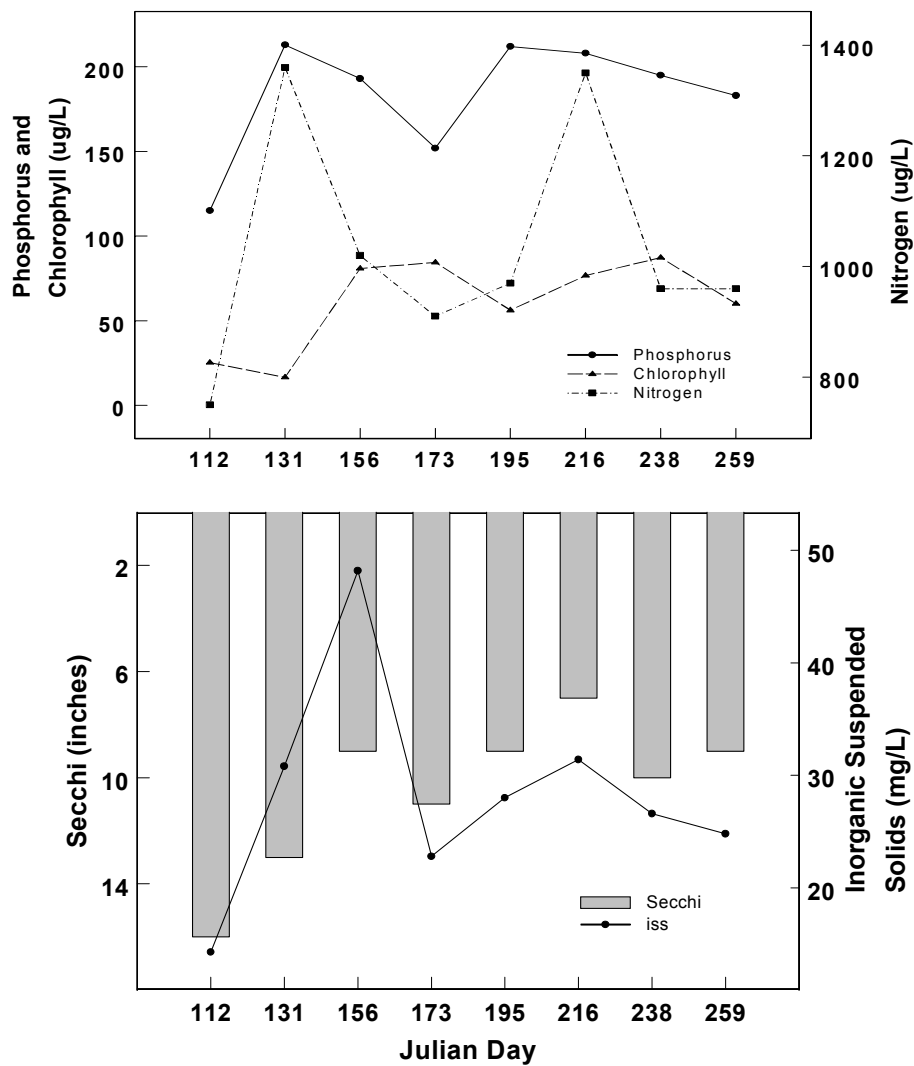 Phosphorus and
Chlorophyll (ug/L)
200
150
100
50
0
1400
1200
1000
800
Nitrogen (ug/L)
Phosphorus
Chlorophyll
Nitrogen
112 131 156 173 195 216 238 259
Secchi (inches)
2
6
10
14
50
40
30
20
Inorganic Suspended
Solids (mg/L)
Secchi
iss
112 131 156 173 195 216 238 259
Julian Day